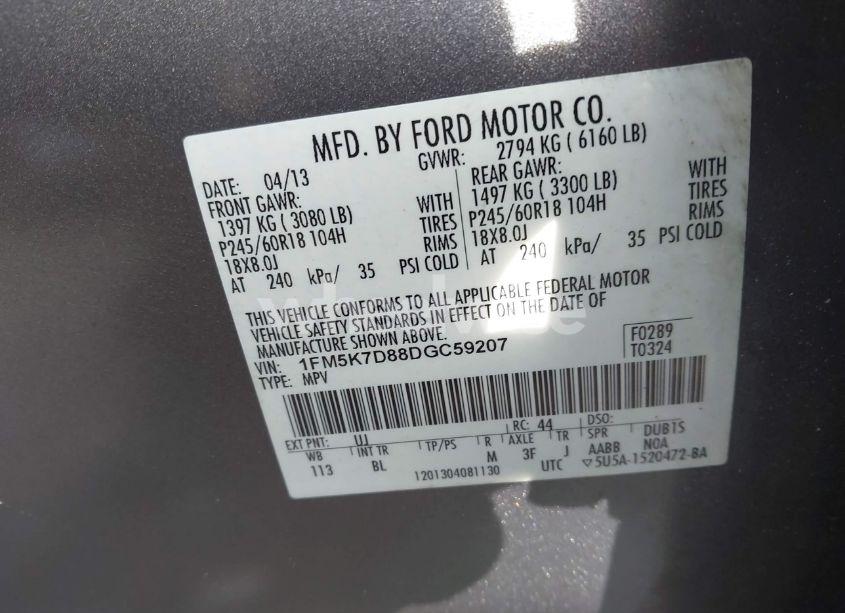 MFD. BY FORD MOTOR CO.
DATE: 04/13 GVWR: 2794 KG ( 6160 LB)
FRONT GAWR: REAR GAWR: WITH
1397 KG ( 3080 LB) WITH 1497 KG ( 3300 LB) TIRES
P245/60R18 104H TIRES P245/60R18 104H RIMS
18X8.0J RIMS 18X8.0J
AT 240 kPa/ 35 PSI COLD AT 240 kPa/ 35 PSI COLD
THIS VEHICLE CONFORMS TO ALL APPLICABLE FEDERAL MOTOR
VEHICLE SAFETY STANDARDS IN EFFECT ON THE DATE OF
MANUFACTURE SHOWN ABOVE.
VIN: 1FM5K7D88DGC59207 F0289
TYPE: MPV T0324
EXT PNT: UJ RC: 44 DSO:
WB INT TR TP/PS R AXLE TR SPR DUB1S
113 BL M 3F J AABB N0A
1201304081130 UTC ▽5U5A-1520472-BA